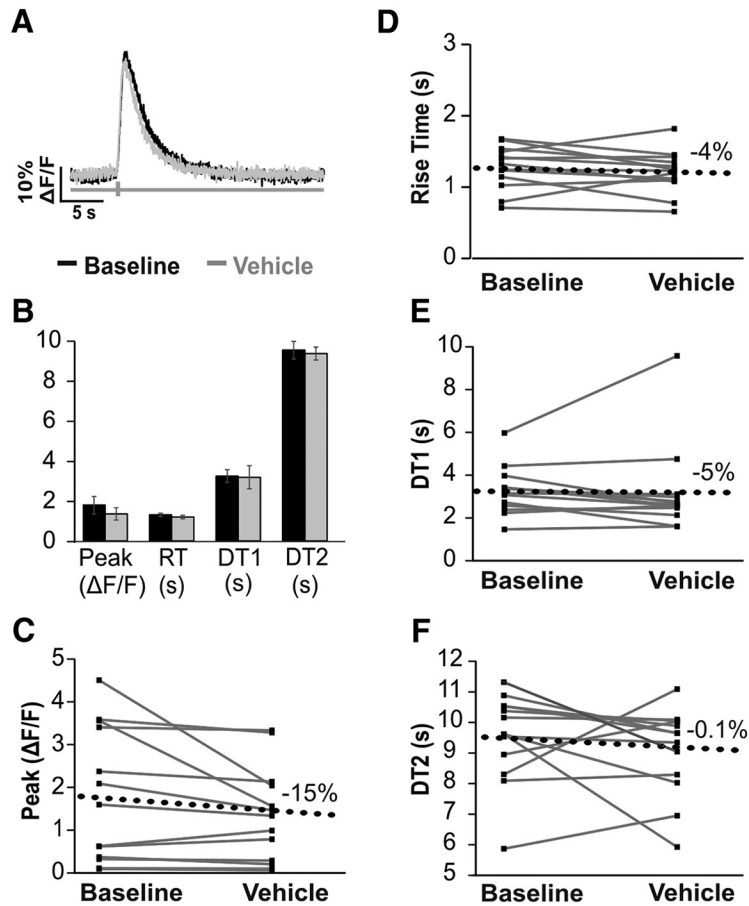 A
10%
ΔF/F
5 s
Baseline Vehicle
B
10
8
6
4
2
0
Peak RT DT1 DT2
(ΔF/F) (s) (s) (s)
C
5
4
3
2
1
0
Peak (ΔF/F)
-15%
Baseline Vehicle
D
3
2
1
0
Rise Time (s)
-4%
Baseline Vehicle
E
10
8
6
4
2
0
DT1 (s)
-5%
Baseline Vehicle
F
12
11
10
9
8
7
6
5
DT2 (s)
-0.1%
Baseline Vehicle